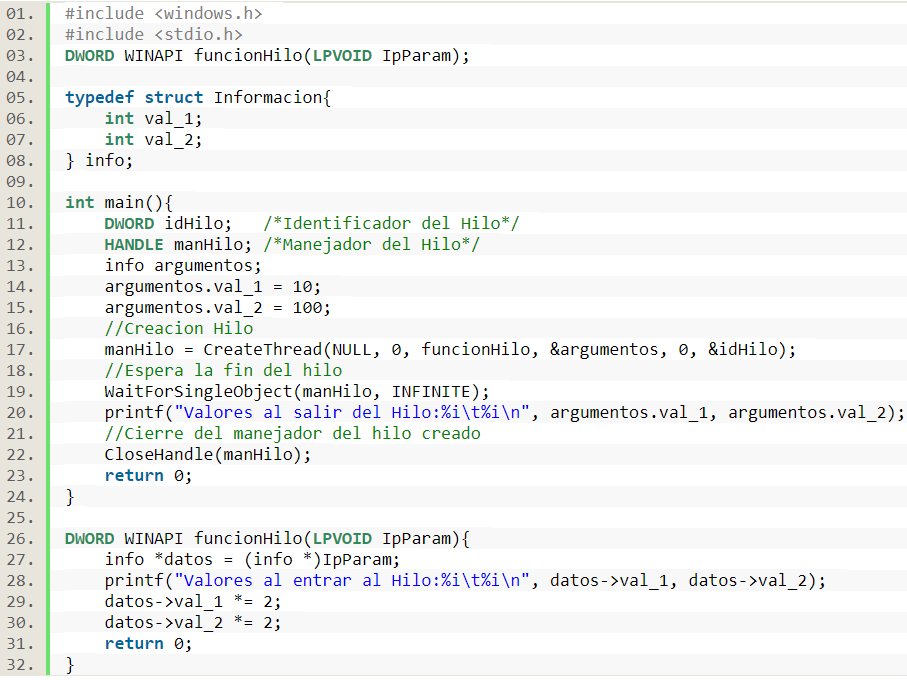 01. #include <windows.h>
02. #include <stdio.h>
03. DWORD WINAPI funcionHilo(LPVOID IpParam);
04.
05. typedef struct Informacion{
06.     int val_1;
07.     int val_2;
08. } info;
09.
10. int main(){
11.     DWORD idHilo;   /*Identificador del Hilo*/
12.     HANDLE manHilo; /*Manejador del Hilo*/
13.     info argumentos;
14.     argumentos.val_1 = 10;
15.     argumentos.val_2 = 100;
16.     //Creacion Hilo
17.     manHilo = CreateThread(NULL, 0, funcionHilo, &argumentos, 0, &idHilo);
18.     //Espera la fin del hilo
19.     WaitForSingleObject(manHilo, INFINITE);
20.     printf("Valores al salir del Hilo:%i\t%i\n", argumentos.val_1, argumentos.val_2);
21.     //Cierre del manejador del hilo creado
22.     CloseHandle(manHilo);
23.     return 0;
24. }
25.
26. DWORD WINAPI funcionHilo(LPVOID IpParam){
27.     info *datos = (info *)IpParam;
28.     printf("Valores al entrar al Hilo:%i\t%i\n", datos->val_1, datos->val_2);
29.     datos->val_1 *= 2;
30.     datos->val_2 *= 2;
31.     return 0;
32. }